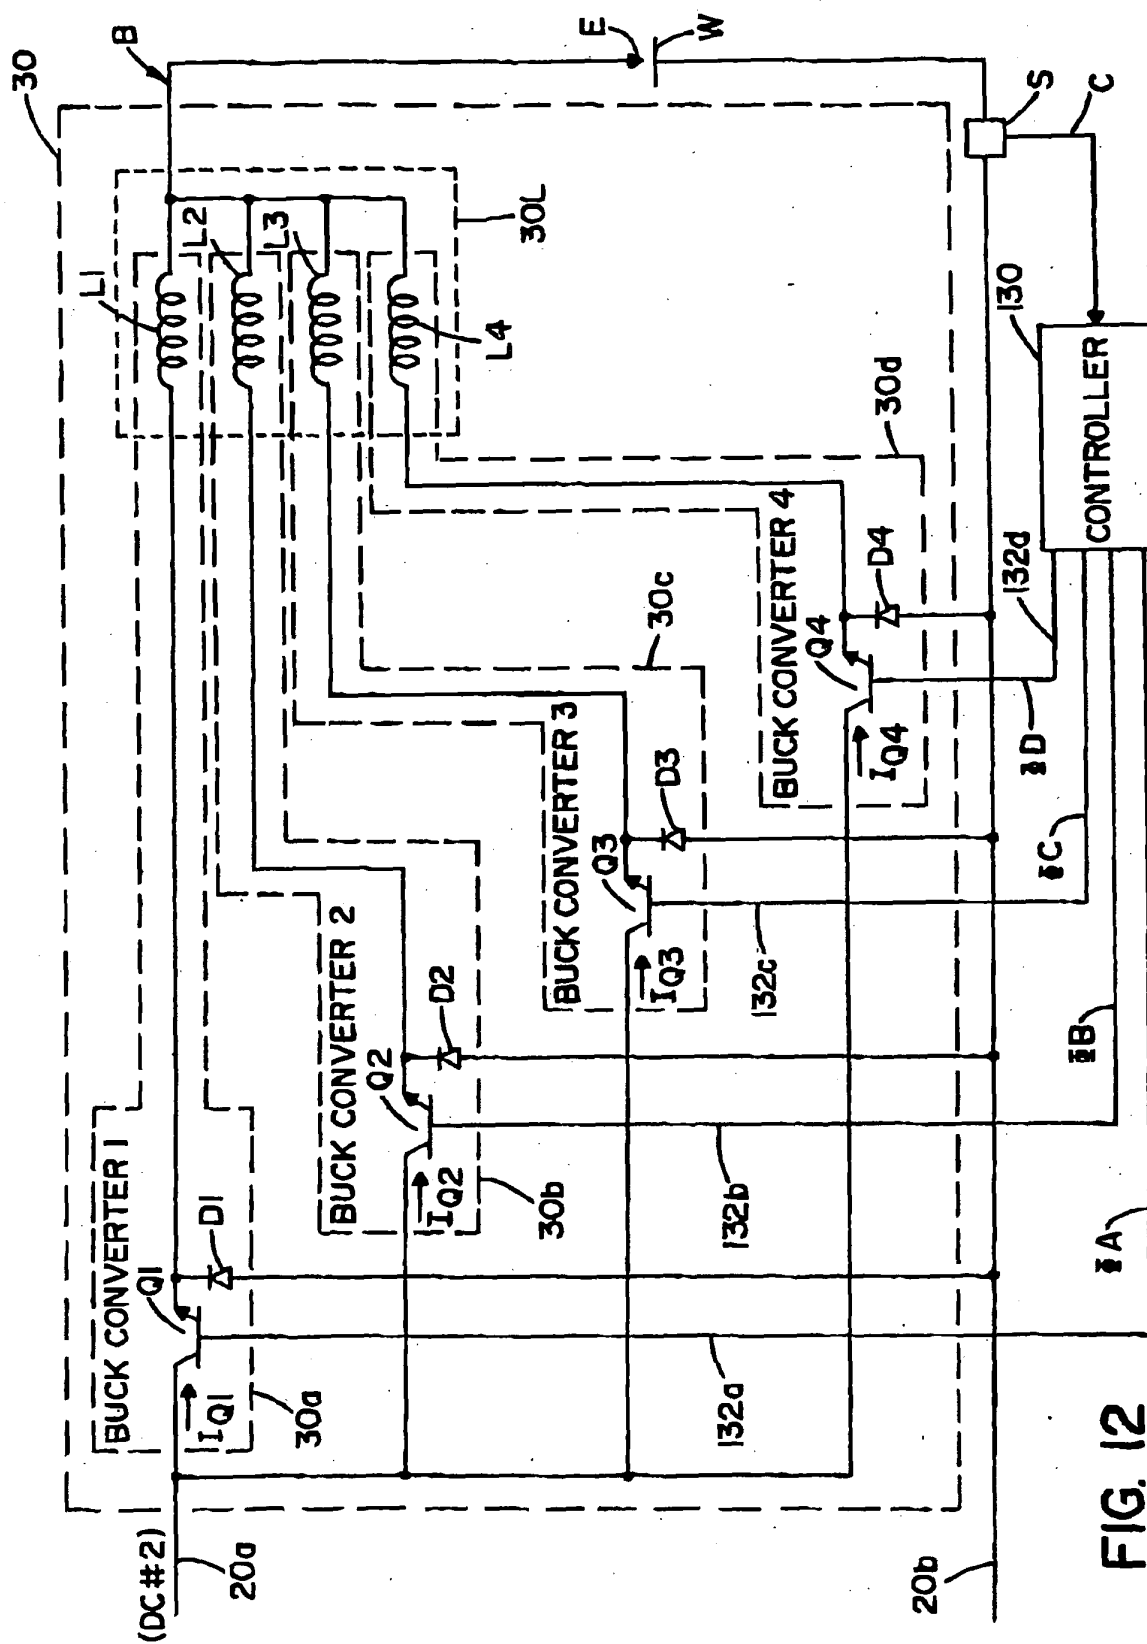 30
B
E
W
L1
L2
L3
L4
30L
S
C
130
CONTROLLLER
30d
132d
BUCK CONVERTER 4
Q4
D4
IQ4
ΦD
30c
BUCK CONVERTER 3
Q3
D3
IQ3
ΦC
132c
BUCK CONVERTER 2
Q2
D2
IQ2
30b
ΦB
132b
BUCK CONVERTER 1
Q1
D1
IQ1
30a
ΦA
132a
(DC#2)
20a
20b
FIG. 12